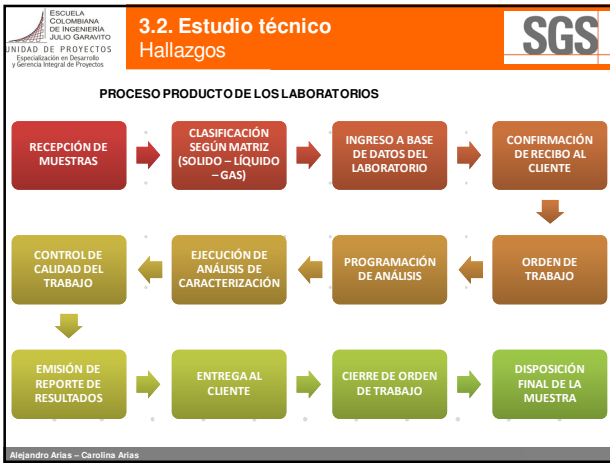 ESCUELA
COLOMBIANA
DE INGENIERÍA
JULIO GARAVITO
UNIDAD DE PROYECTOS
Especialización en Desarrollo
y Gerencia Integral de Proyectos
3.2. Estudio técnico
Hallazgos
SGS
PROCESO PRODUCTO DE LOS LABORATORIOS
RECEPCIÓN DE
MUESTRAS
CLASIFICACIÓN
SEGÚN MATRIZ
(SOLIDO – LÍQUIDO
– GAS)
INGRESO A BASE
DE DATOS DEL
LABORATORIO
CONFIRMACIÓN
DE RECIBO AL
CLIENTE
ORDEN DE
TRABAJO
PROGRAMACIÓN
DE ANÁLISIS
EJECUCIÓN DE
ANÁLISIS DE
CARACTERIZACIÓN
CONTROL DE
CALIDAD DEL
TRABAJO
EMISIÓN DE
REPORTE DE
RESULTADOS
ENTREGA AL
CLIENTE
CIERRE DE ORDEN
DE TRABAJO
DISPOSICIÓN
FINAL DE LA
MUESTRA
Alejandro Arias – Carolina Arias